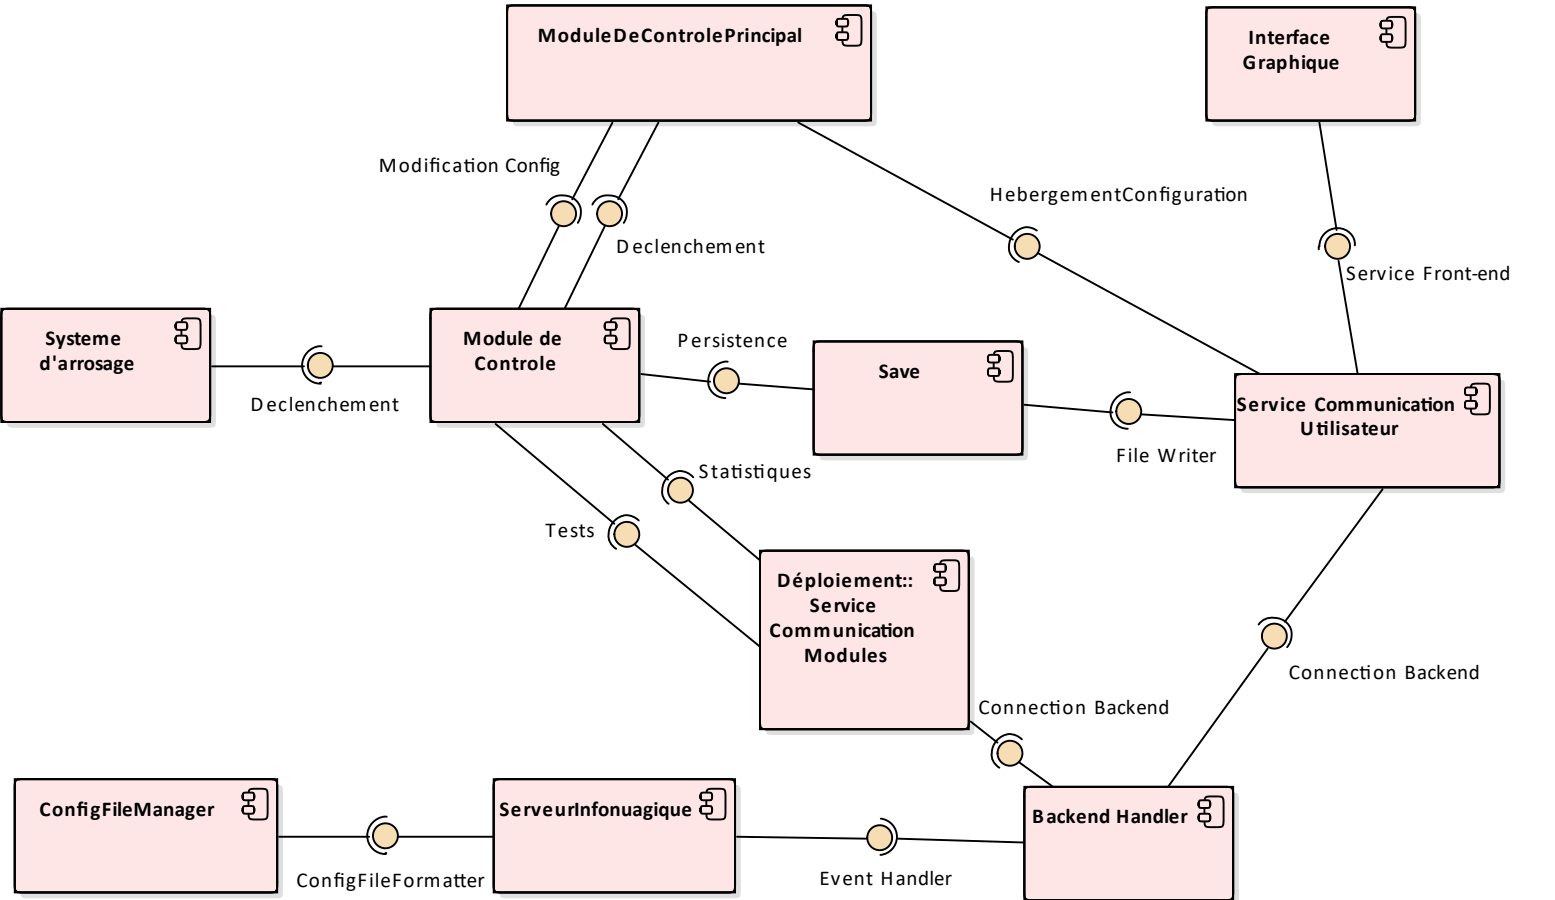 ModuleDeControlePrincipal
Interface
Graphique
Modification Config
HebergementConfiguration
Declenchement
Service Front-end
Systeme
d'arrosage
Module de
Controle
Persistence
Save
Service Communication
Utilisateur
Declenchement
File Writer
Statistiques
Tests
Déploiement::
Service
Communication
Modules
Connection Backend
Connection Backend
ConfigFileManager
ServeurInfonuagique
Backend Handler
ConfigFileFormatter
Event Handler